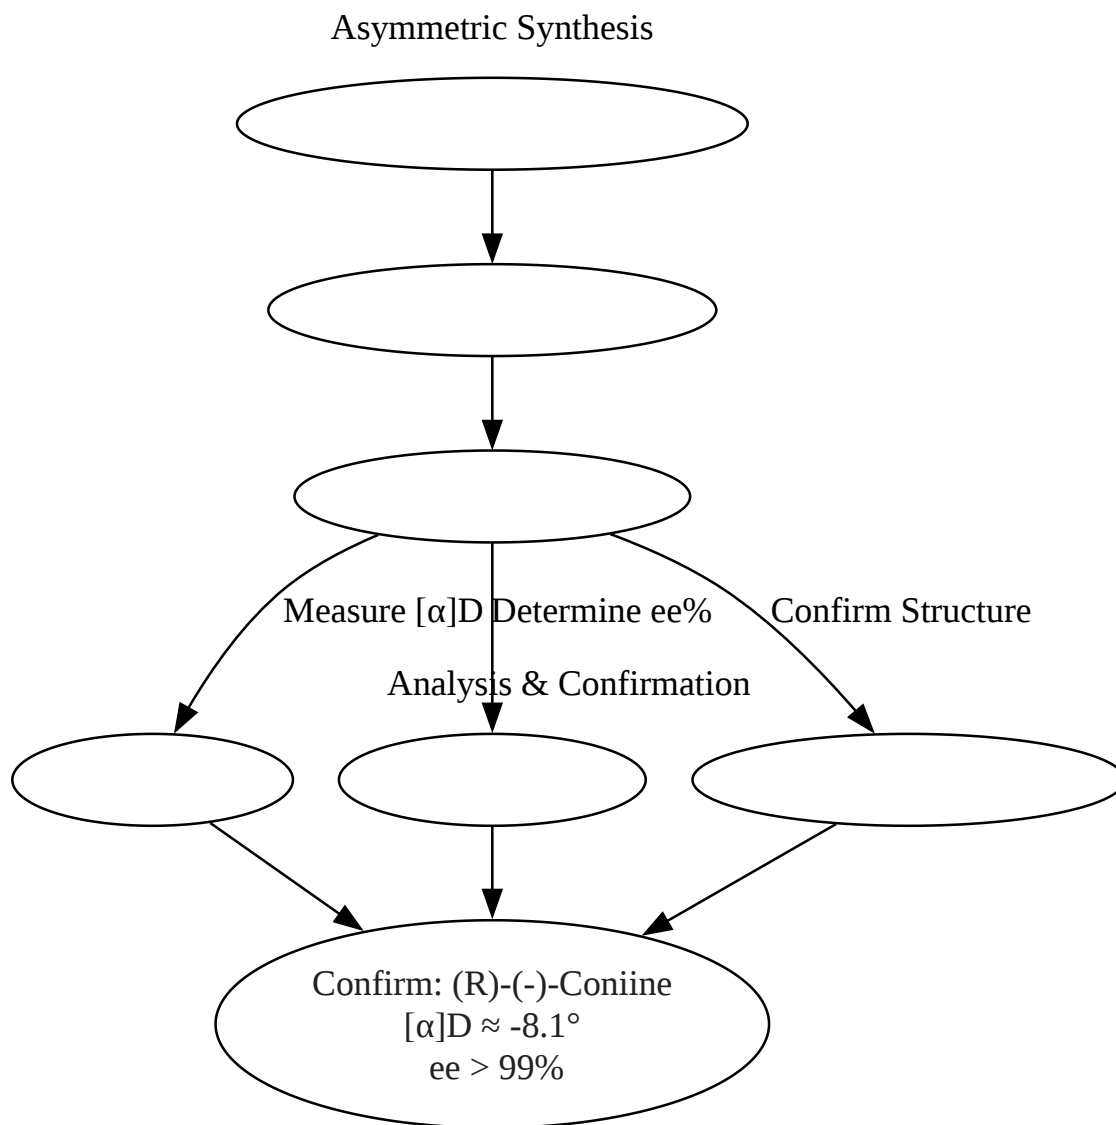 Asymmetric Synthesis
Measure [α]D
Determine ee%
Confirm Structure
Analysis & Confirmation
Confirm: (R)-(-)-Coniine
[α]D ≈ -8.1°
ee > 99%